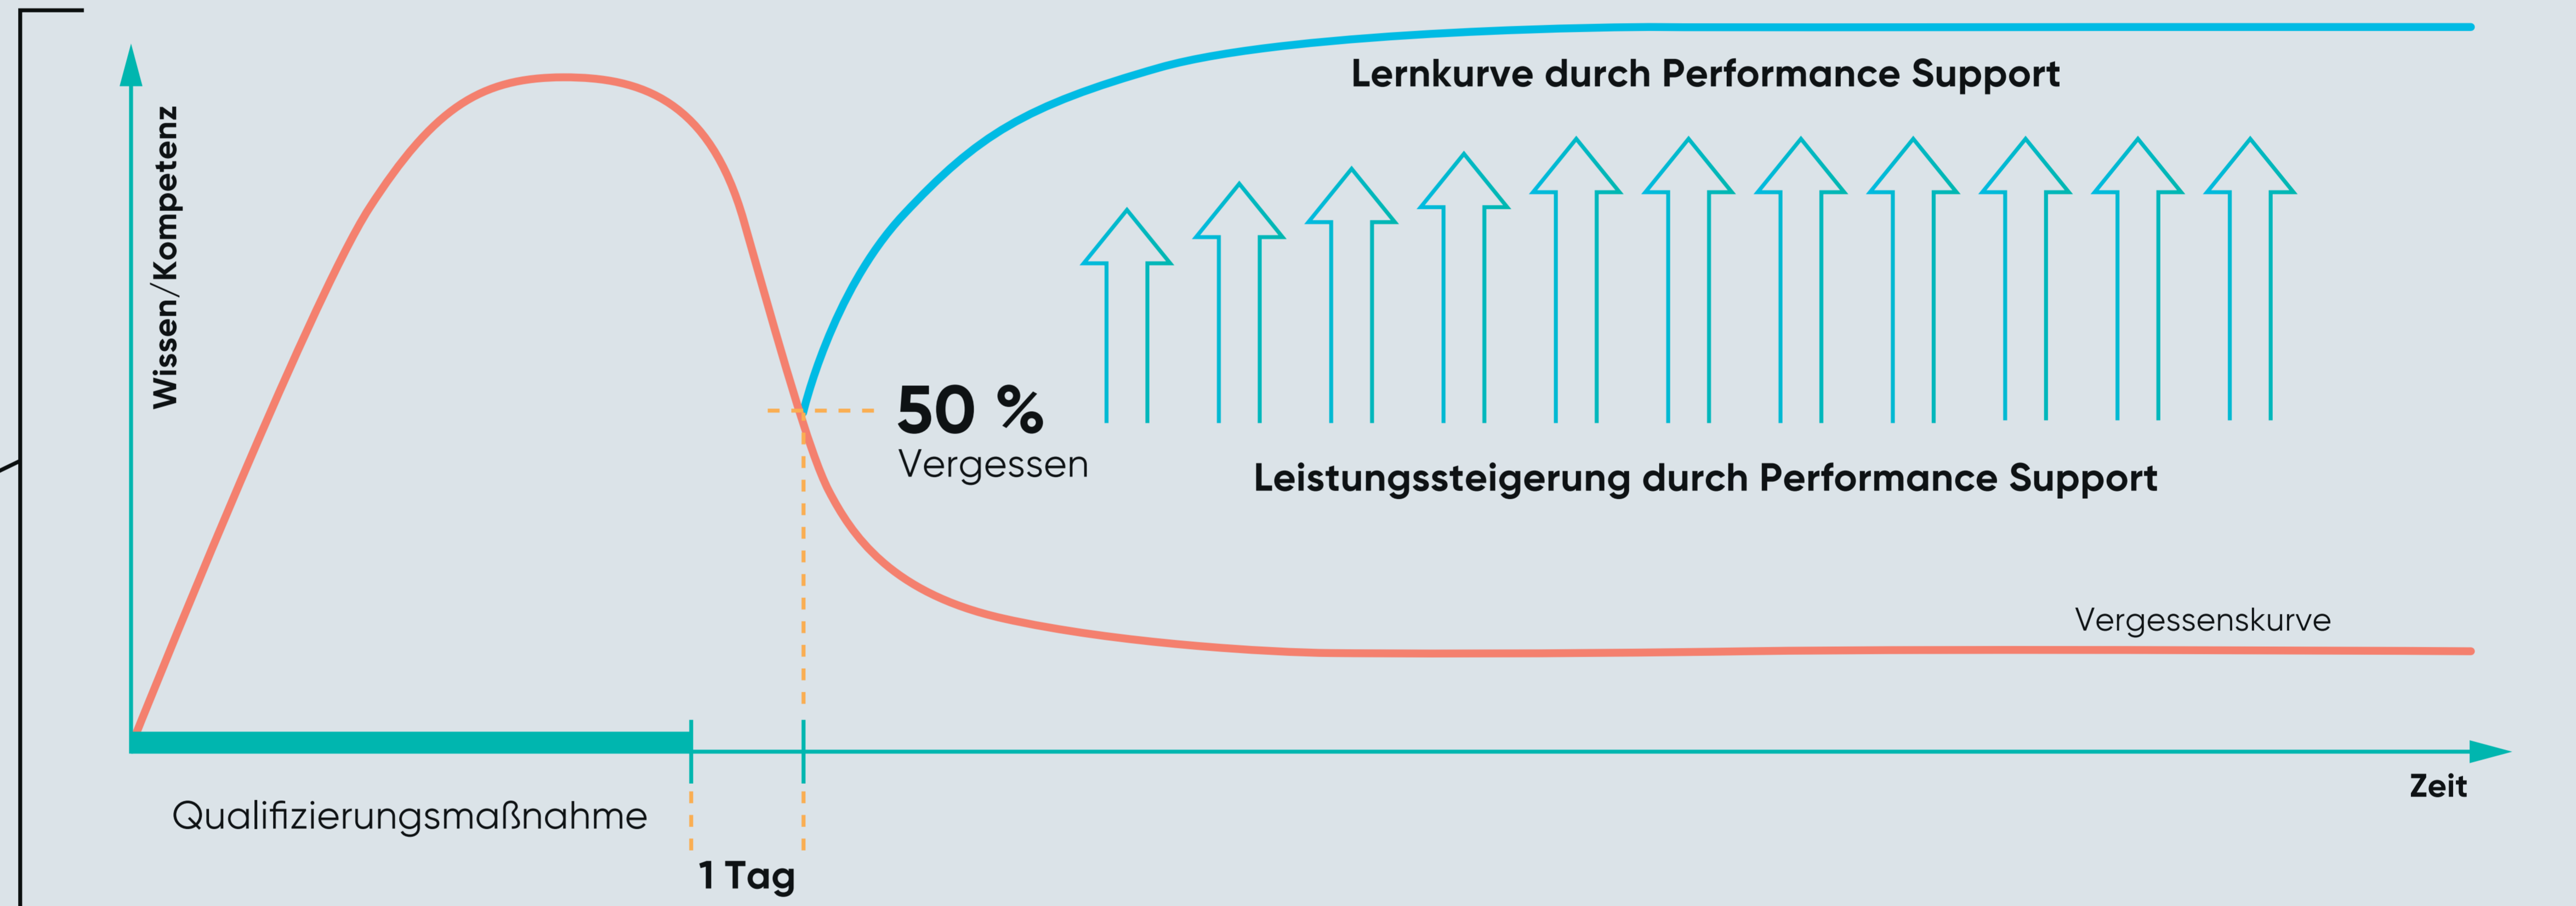 Lernkurve durch Performance Support
Wissen/Kompetenz
50 %
Vergessen
Leistungssteigerung durch Performance Support
Vergessenskurve
Zeit
Qualifizierungsmaßnahme
1 Tag